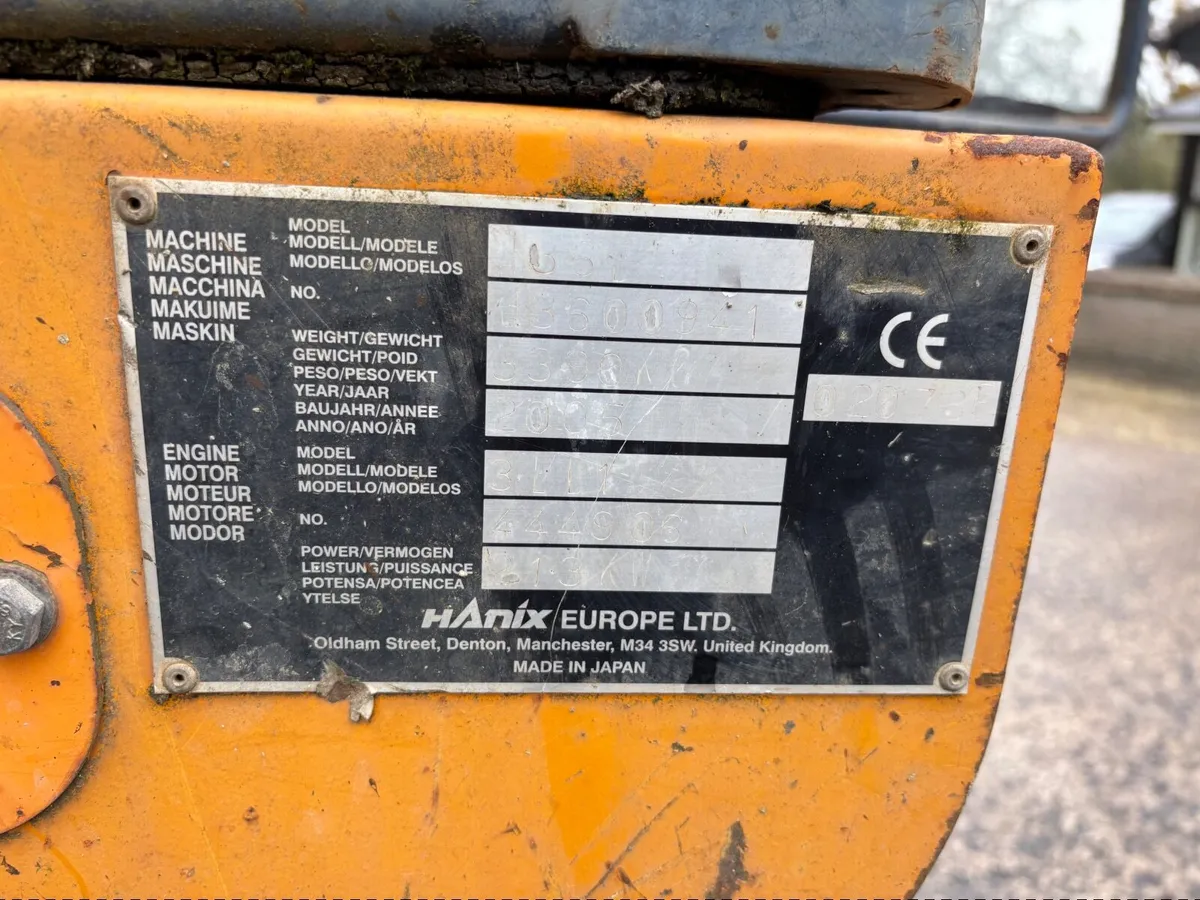 MACHINE
MASCHINE
MACCHINA
MAKUIME
MASKIN
MODEL
MODELL/MODELE
MODELLO/MODELOS
NO.
WEIGHT/GEWICHT
GEWICHT/POID
PESO/PESO/VEKT
YEAR/JAAR
BAUJAHR/ANNEE
ANNO/ANO/ÅR
ENGINE
MOTOR
MOTEUR
MOTORE
MODOR
MODEL
MODELL/MODELE
MODELLO/MODELOS
NO.
444906
POWER/VERMOGEN
LEISTUNG/PUISSANCE
POTENSA/POTENCEA
YTELSE
CE
HANIX EUROPE LTD.
Oldham Street, Denton, Manchester, M34 3SW. United Kingdom.
MADE IN JAPAN